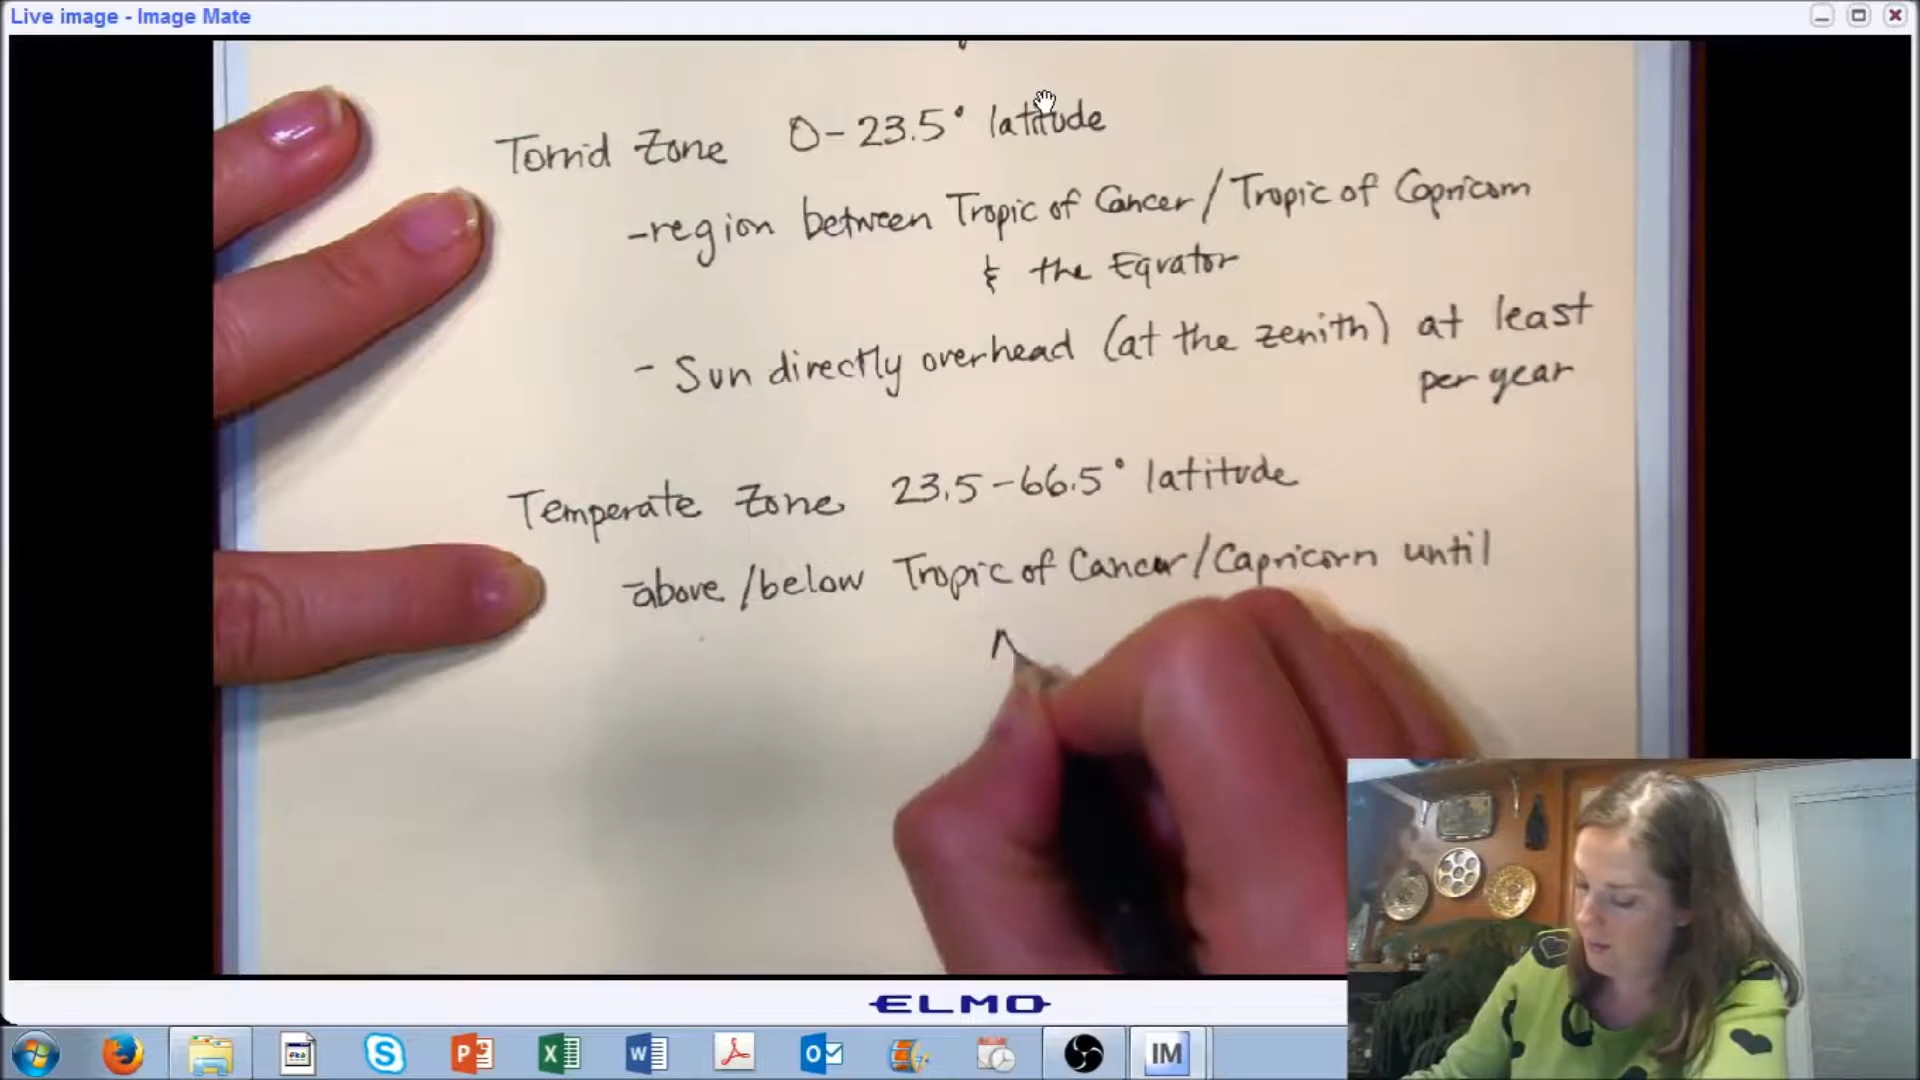 Live image - Image Mate
Torrid Zone 0-23.5° latitude
-region between Tropic of Cancer/Tropic of Capricorn
& the Equator
- Sun directly overhead (at the zenith) at least
per year
Temperate Zone 23.5-66.5° latitude
-above/below Tropic of Cancer/Capricorn until
ELMO
IM